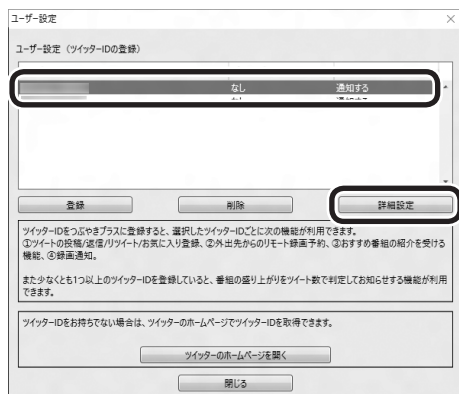 ユーザー設定
ユーザー設定（ツイッターIDの登録）
なし 通知する
登録 削除 詳細設定
ツイッターIDをつぶやきプラスに登録すると、選択したツイッターIDごとに次の機能が利用できます。
①ツイートの投稿/返信/リツイート/お気に入り登録、②外出先からのリモート録画予約、③おすすめ番組の紹介を受ける
機能、④録画通知。
また少なくとも1つ以上のツイッターIDを登録していると、番組の盛り上がりをツイート数で判定してお知らせする機能が利用
できます。
ツイッターIDをお持ちでない場合は、ツイッターのホームページでツイッターIDを取得できます。
ツイッターのホームページを開く
閉じる